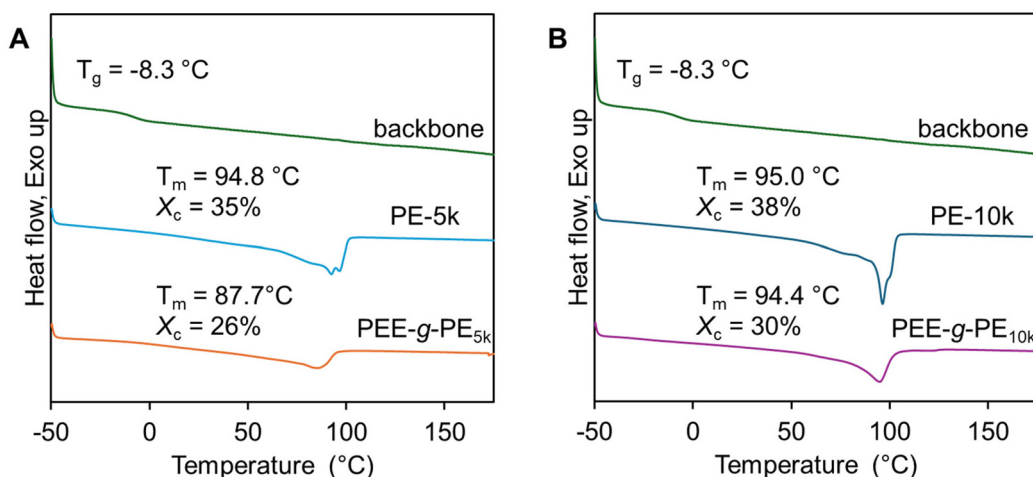 A
Heat flow, Exo up
T_g = -8.3 °C
backbone
T_m = 94.8 °C
X_c = 35%
PE-5k
T_m = 87.7°C
X_c = 26%
PEE-g-PE_5k
-50 0 50 100 150
Temperature (°C)
B
Heat flow, Exo up
T_g = -8.3 °C
backbone
T_m = 95.0 °C
X_c = 38%
PE-10k
T_m = 94.4 °C
X_c = 30%
PEE-g-PE_10k
-50 0 50 100 150
Temperature (°C)